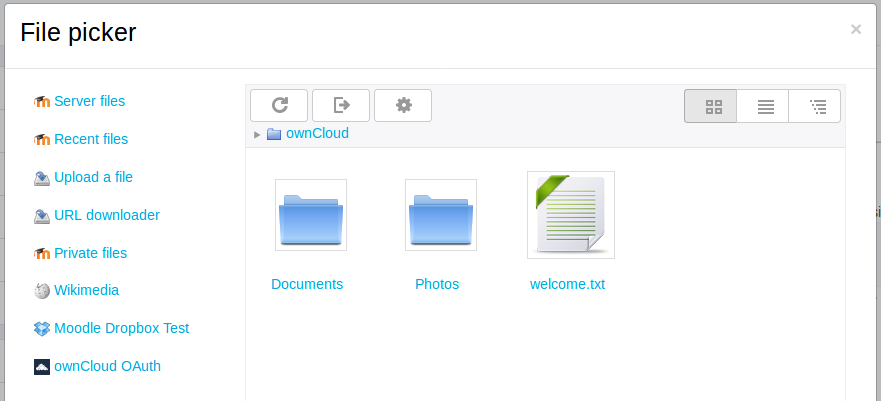 File picker
×
Server files
Recent files
Upload a file
URL downloader
Private files
Wikimedia
Moodle Dropbox Test
ownCloud OAuth
ownCloud
Documents
Photos
welcome.txt